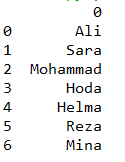 0
0 Ali
1 Sara
2 Mohammad
3 Hoda
4 Helma
5 Reza
6 Mina